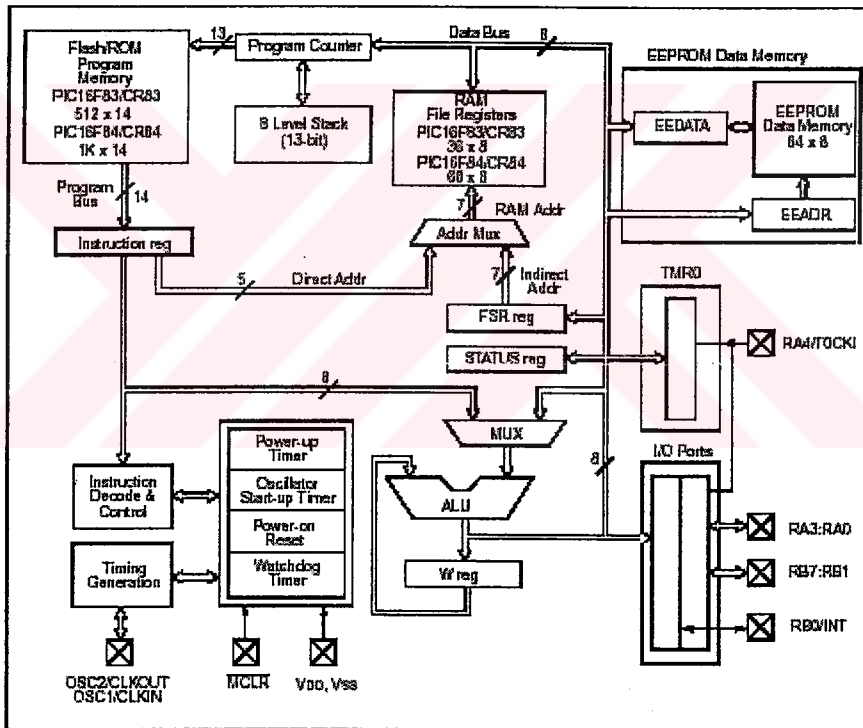 Flash/ROM
Program
Memory
PIC16F83/CR83
512 x 14
PIC16F84/CR84
1K x 14
13
Program Counter
8 Level Stack
(13-bit)
Data Bus
8
RAM
File Registers
PIC16F83/CR83
36 x 8
PIC16F84/CR84
68 x 8
EEPROM Data Memory
EEDATA
EEPROM
Data Memory
64 x 8
EEADR
Program
Bus
14
7
RAM Addr
Addr Mux
Instruction reg
5
Direct Addr
7
Indirect
Addr
FSR reg
STATUS reg
TMR0
RA4/T0CKI
8
MUX
8
I/O Ports
Power-up
Timer
Oscillator
Start-up Timer
Power-on
Reset
Watchdog
Timer
Instruction
Decode &
Control
Timing
Generation
ALU
W reg
RA3:RA0
RB7:RB1
RB0/INT
OSC2/CLKOUT
OSC1/CLKIN
MCLR
VDD, VSS